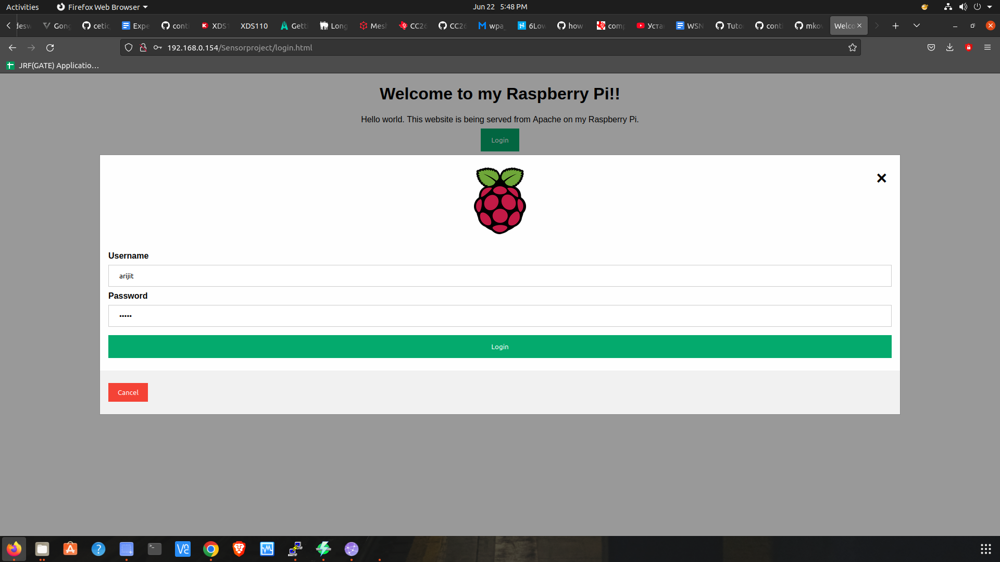 Activities
Firefox Web Browser
Jun 22 5:48 PM
Gong
cetic
Expe
conti
XDS1
XDS110
Getti
Long
Mesh
CC26
CC26
wpa_
6Low
how
comp
Уста
WSN
Tuto
conti
mkov
Welco
192.168.0.154/Sensorproject/login.html
JRF(GATE) Applicatio…
Welcome to my Raspberry Pi!!
Hello world. This website is being served from Apache on my Raspberry Pi.
Login
Username
arijit
Password
•••••
Login
Cancel